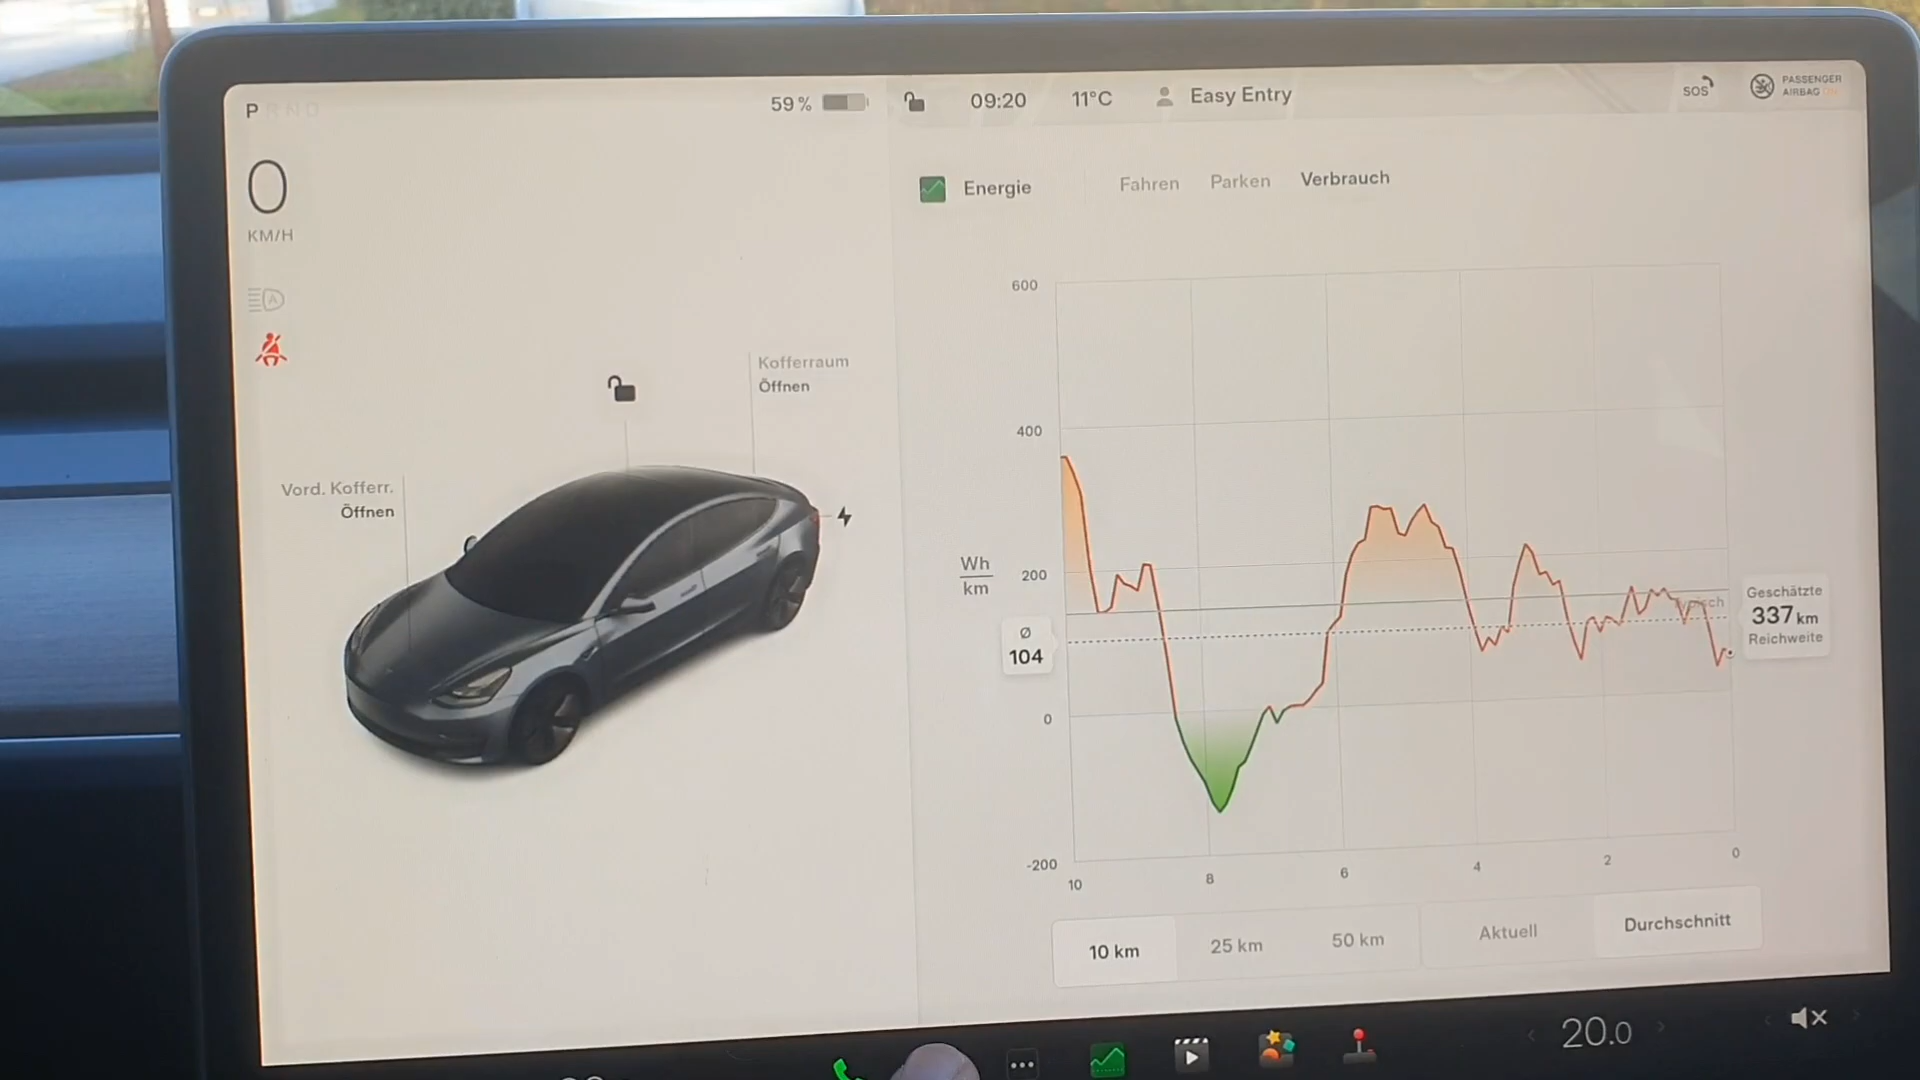 P R N D
59 %
09:20
11°C
Easy Entry
SOS
PASSENGER
AIRBAG ON
0
KM/H
A
Energie
Fahren
Parken
Verbrauch
Kofferraum
Öffnen
Vord. Kofferr.
Öffnen
600
400
Wh
km
200
0
-200
Ø
104
Typisch
Geschätzte
337 km
Reichweite
10
8
6
4
2
0
10 km
25 km
50 km
Aktuell
Durchschnitt
20.0